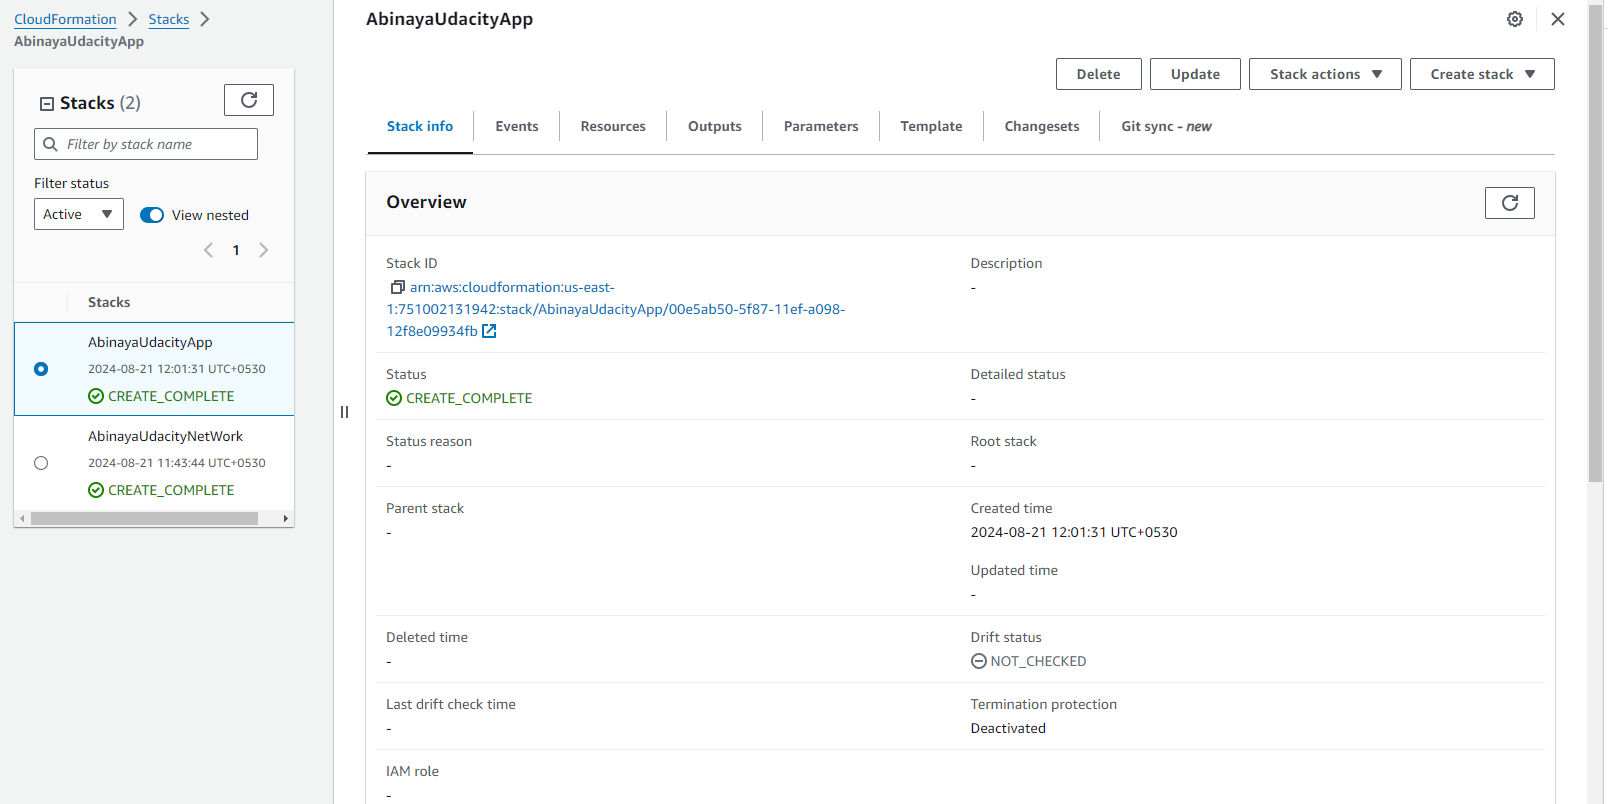 CloudFormation > Stacks >
AbinayaUdacityApp
Stacks (2)
Filter by stack name
Filter status
Active
View nested
1
Stacks
AbinayaUdacityApp
2024-08-21 12:01:31 UTC+0530
CREATE_COMPLETE
AbinayaUdacityNetWork
2024-08-21 11:43:44 UTC+0530
CREATE_COMPLETE
AbinayaUdacityApp
Delete Update Stack actions Create stack
Stack info Events Resources Outputs Parameters Template Changesets Git sync - new
Overview
Stack ID
arn:aws:cloudformation:us-east-
1:751002131942:stack/AbinayaUdacityApp/00e5ab50-5f87-11ef-a098-
12f8e09934fb
Description
-
Status
CREATE_COMPLETE
Detailed status
-
Status reason
-
Root stack
-
Parent stack
-
Created time
2024-08-21 12:01:31 UTC+0530
Updated time
-
Deleted time
-
Drift status
NOT_CHECKED
Last drift check time
-
Termination protection
Deactivated
IAM role
-